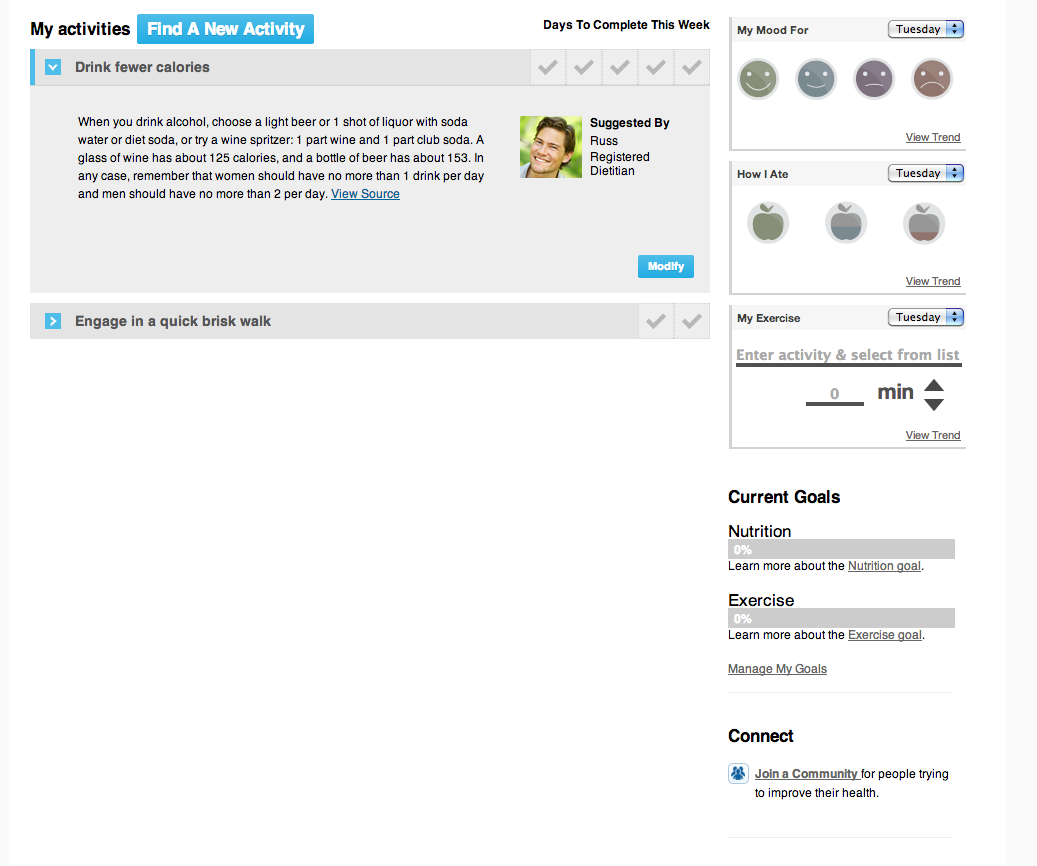 My activities
Find A New Activity
Days To Complete This Week
Drink fewer calories
When you drink alcohol, choose a light beer or 1 shot of liquor with soda
water or diet soda, or try a wine spritzer: 1 part wine and 1 part club soda. A
glass of wine has about 125 calories, and a bottle of beer has about 153. In
any case, remember that women should have no more than 1 drink per day
and men should have no more than 2 per day. View Source
Suggested By
Russ
Registered
Dietitian
Modify
Engage in a quick brisk walk
My Mood For
Tuesday
View Trend
How I Ate
Tuesday
View Trend
My Exercise
Tuesday
Enter activity & select from list
0 min
View Trend
Current Goals
Nutrition
0%
Learn more about the Nutrition goal.
Exercise
0%
Learn more about the Exercise goal.
Manage My Goals
Connect
Join a Community for people trying
to improve their health.